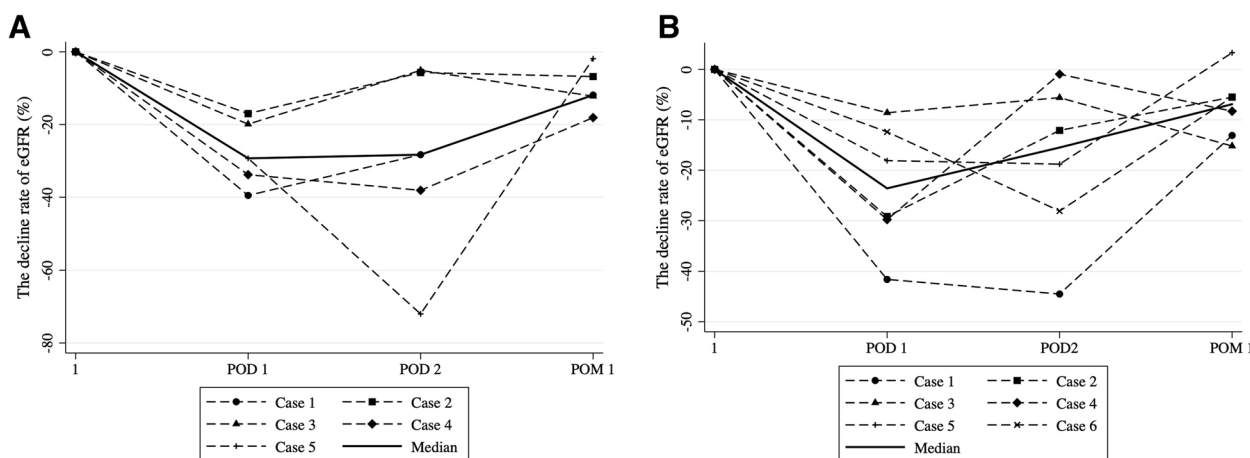 A
The decline rate of eGFR (%)
0
-20
-40
-60
-80
1
POD 1
POD 2
POM 1
Case 1
Case 2
Case 3
Case 4
Case 5
Median
B
The decline rate of eGFR (%)
0
-10
-20
-30
-40
-50
1
POD 1
POD2
POM 1
Case 1
Case 2
Case 3
Case 4
Case 5
Case 6
Median